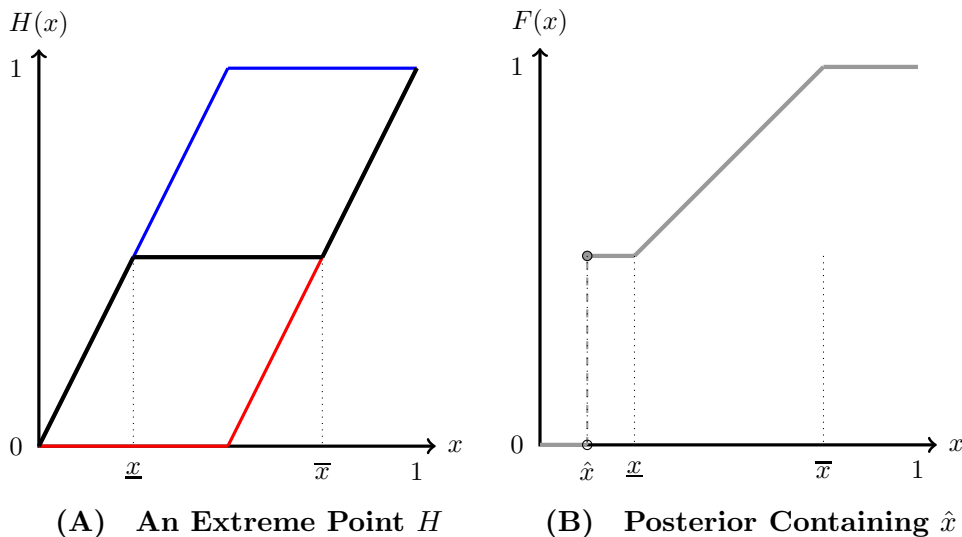 H(x)
1
0
x
x
x̅
1
(A) An Extreme Point H
F(x)
1
0
x
x̂
x
x̅
1
(B) Posterior Containing x̂